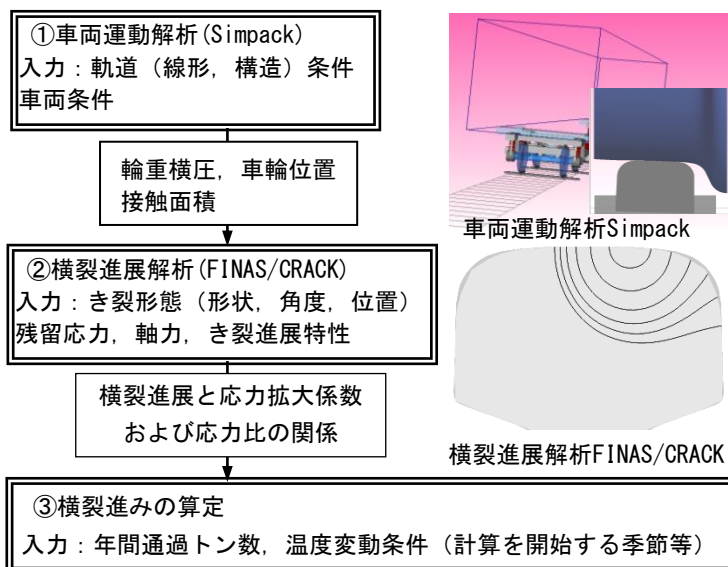 ①車両運動解析(Simpack)
入力：軌道（線形，構造）条件
車両条件
輪重横圧，車輪位置
接触面積
車両運動解析Simpack
②横裂進展解析(FINAS/CRACK)
入力：き裂形態（形状，角度，位置）
残留応力，軸力，き裂進展特性
横裂進展と応力拡大係数
および応力比の関係
横裂進展解析FINAS/CRACK
③横裂進みの算定
入力：年間通過トン数，温度変動条件（計算を開始する季節等）